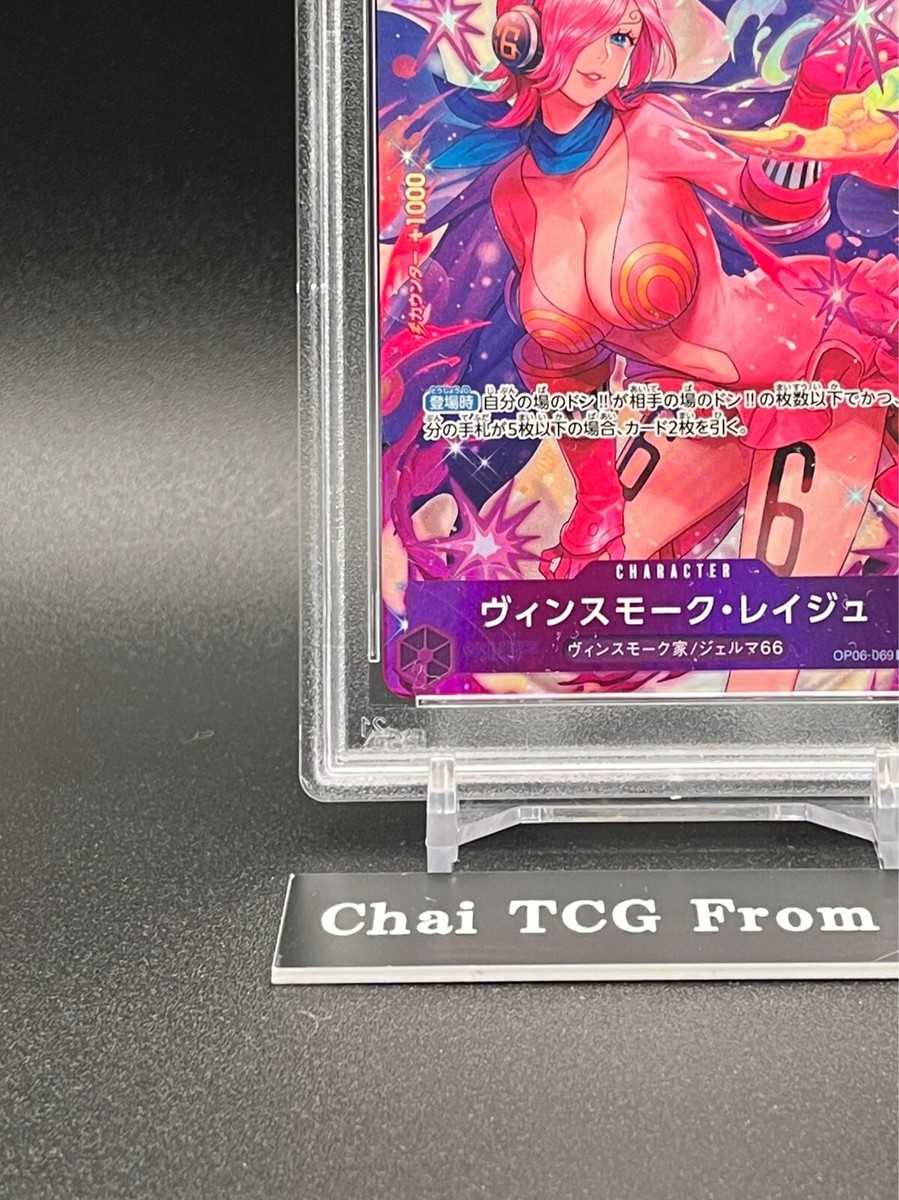 6
カウンター +1000
登場時 自分の場のドン!!が相手の場のドン!!の枚数以下でかつ、
分の手札が5枚以下の場合、カード2枚を引く。
6
6
CHARACTER
ヴィンスモーク・レイジュ
ヴィンスモーク家/ジェルマ66
OP06-069
Chai TCG From